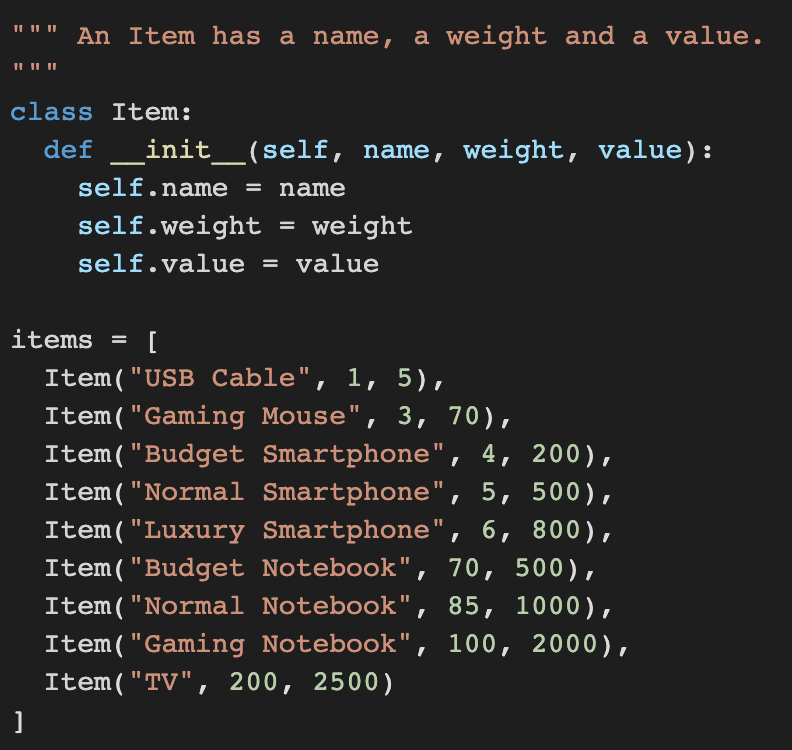 """ An Item has a name, a weight and a value.
"""
class Item:
  def __init__(self, name, weight, value):
    self.name = name
    self.weight = weight
    self.value = value

items = [
  Item("USB Cable", 1, 5),
  Item("Gaming Mouse", 3, 70),
  Item("Budget Smartphone", 4, 200),
  Item("Normal Smartphone", 5, 500),
  Item("Luxury Smartphone", 6, 800),
  Item("Budget Notebook", 70, 500),
  Item("Normal Notebook", 85, 1000),
  Item("Gaming Notebook", 100, 2000),
  Item("TV", 200, 2500)
]